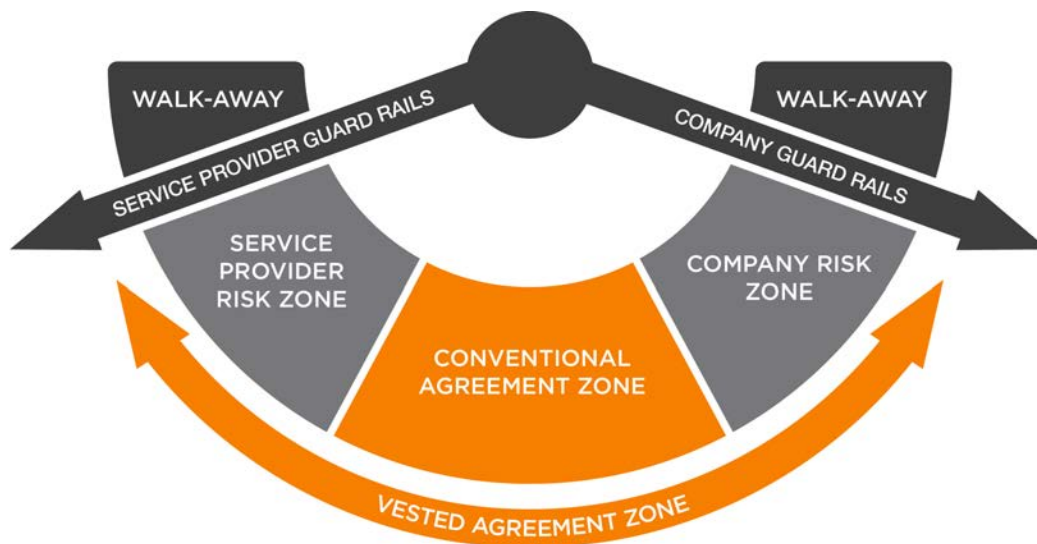 WALK-AWAY
SERVICE PROVIDER GUARD RAILS
COMPANY GUARD RAILS
WALK-AWAY
SERVICE
PROVIDER
RISK ZONE
CONVENTIONAL
AGREEMENT ZONE
COMPANY RISK
ZONE
VESTED AGREEMENT ZONE